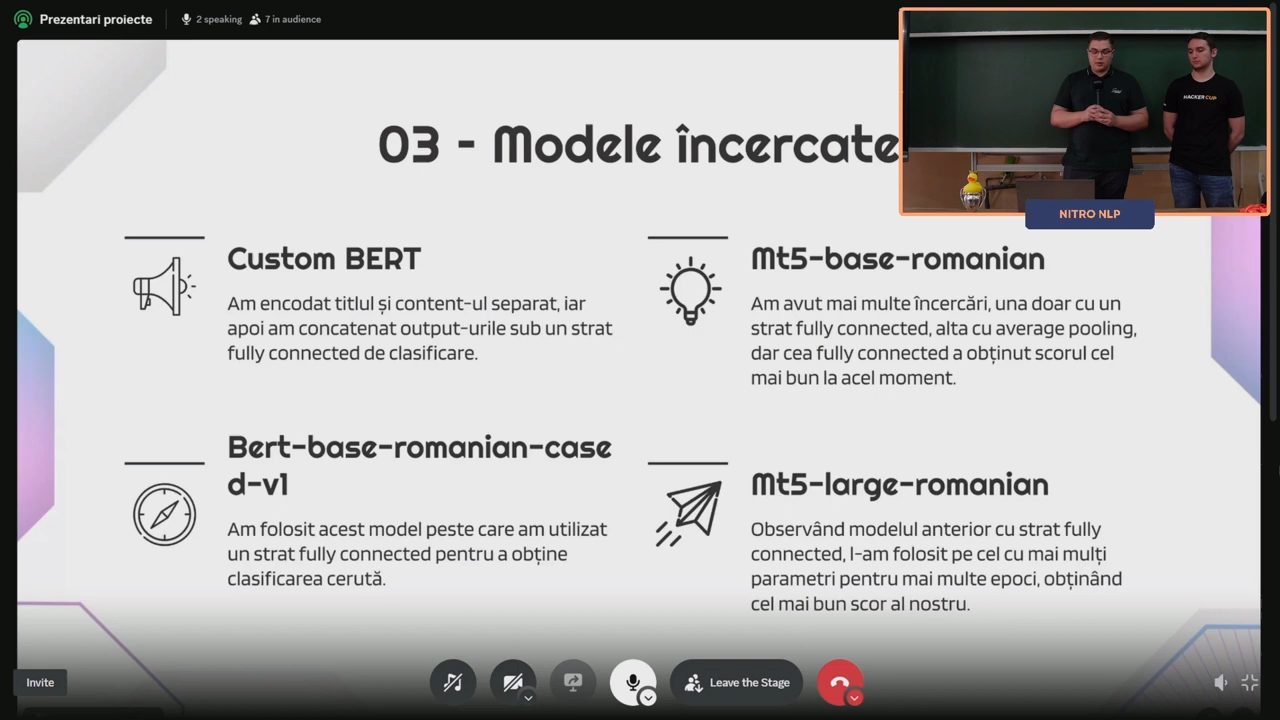 Prezentari proiecte
2 speaking
7 in audience
03 - Modele încercate
HACKER CUP
NITRO NLP
Custom BERT
Am encodat titlul și content-ul separat, iar
apoi am concatenat output-urile sub un strat
fully connected de clasificare.
Mt5-base-romanian
Am avut mai multe încercări, una doar cu un
strat fully connected, alta cu average pooling,
dar cea fully connected a obținut scorul cel
mai bun la acel moment.
Bert-base-romanian-case
d-v1
Am folosit acest model peste care am utilizat
un strat fully connected pentru a obține
clasificarea cerută.
Mt5-large-romanian
Observând modelul anterior cu strat fully
connected, l-am folosit pe cel cu mai mulți
parametri pentru mai multe epoci, obținând
cel mai bun scor al nostru.
Invite
Leave the Stage